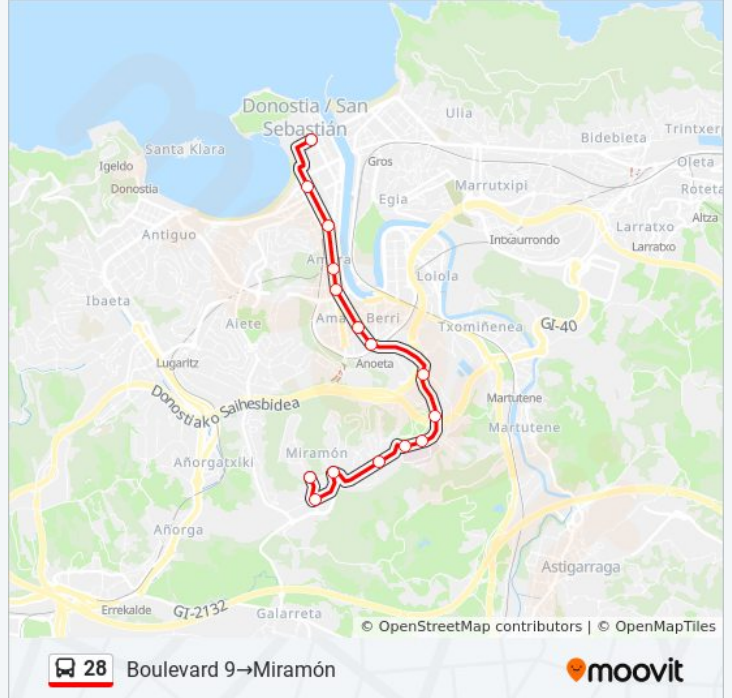 Donostia / San
Sebastián
Ulia
Bidebieta
Trintxer
Santa Klara
Igeldo
Gros
Oleta
Donostia
Egia
Marrutxipi
Roteta
Altza
Antiguo
Intxaurrondo
Larratxo
Larratxo
Amara
Loiola
Ibaeta
Aiete
Amara Berri
Txomiñenea
GI-40
Lugaritz
Anoeta
Donostiako Saihesbidea
Martutene
Martutene
Miramón
Añorgatxiki
Añorga
Astigarraga
Errekalde
GI-2132
Galarreta
© OpenStreetMap contributors | © OpenMapTiles
28 Boulevard 9→Miramón
moovit